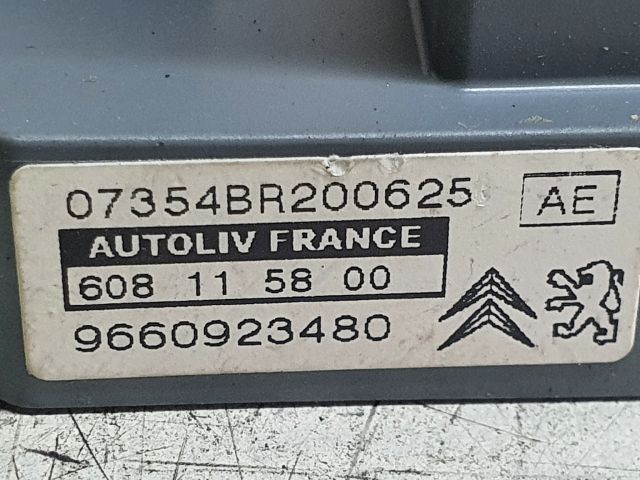 07354BR200625 AE
AUTOLIV FRANCE
608 11 58 00
9660923480